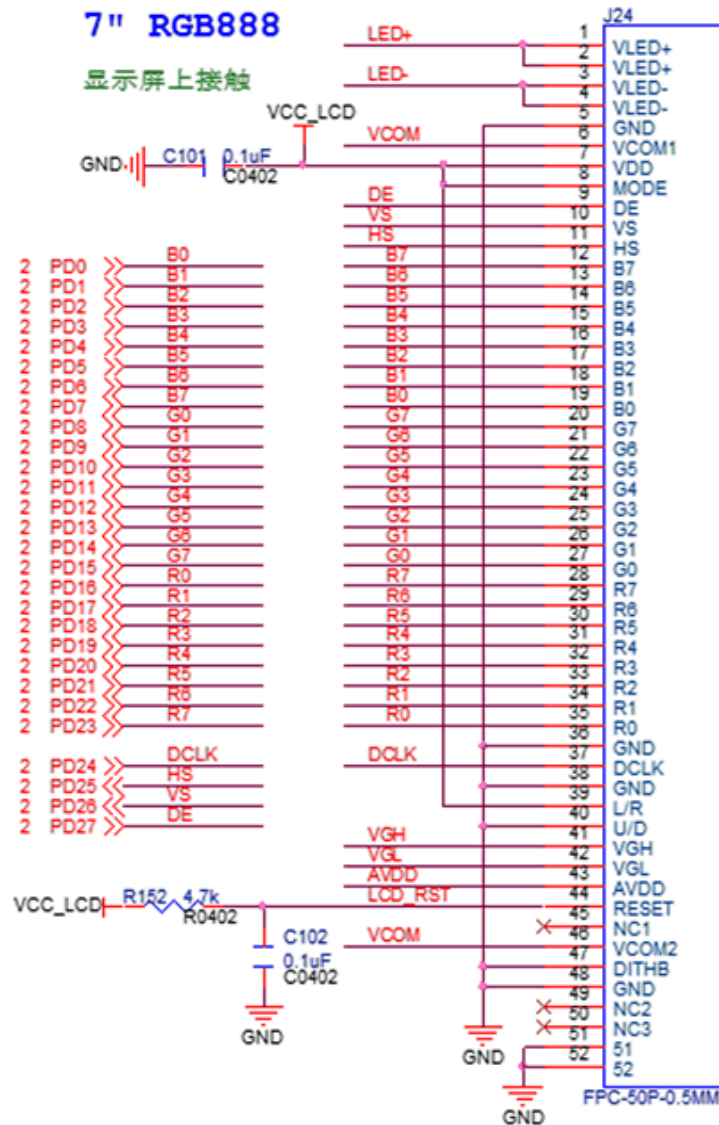 7" RGB888
显示屏上接触
J24
LED+ 1 VLED+
2 VLED+
LED- 3 VLED-
4 VLED-
5 GND
VCOM 6 VCOM1
VCC_LCD
GND C101 0.1uF C0402
7 VDD
8 MODE
DE 9 DE
VS 10 VS
HS 11 HS
2 PD0 B0 B7 12 B7
2 PD1 B1 B6 13 B6
2 PD2 B2 B5 14 B5
2 PD3 B3 B4 15 B4
2 PD4 B4 B3 16 B3
2 PD5 B5 B2 17 B2
2 PD6 B6 B1 18 B1
2 PD7 B7 B0 19 B0
2 PD8 G0 G7 20 G7
2 PD9 G1 G6 21 G6
2 PD10 G2 G5 22 G5
2 PD11 G3 G4 23 G4
2 PD12 G4 G3 24 G3
2 PD13 G5 G2 25 G2
2 PD14 G6 G1 26 G1
2 PD15 G7 G0 27 G0
2 PD16 R0 R7 28 R7
2 PD17 R1 R6 29 R6
2 PD18 R2 R5 30 R5
2 PD19 R3 R4 31 R4
2 PD20 R4 R3 32 R3
2 PD21 R5 R2 33 R2
2 PD22 R6 R1 34 R1
2 PD23 R7 R0 35 R0
36 GND
2 PD24 DCLK DCLK 37 DCLK
2 PD25 HS 38 GND
2 PD26 VS 39 L/R
2 PD27 DE 40 U/D
VGH 41 VGH
VGL 42 VGL
AVDD 43 AVDD
VCC_LCD R152 4.7k R0402 LCD_RST 44 RESET
45 NC1
C102 0.1uF C0402
VCOM 46 VCOM2
47 DITHB
48 GND
49 NC2
50 NC3
51 51
52 52
GND
GND
GND
FPC-50P-0.5MM